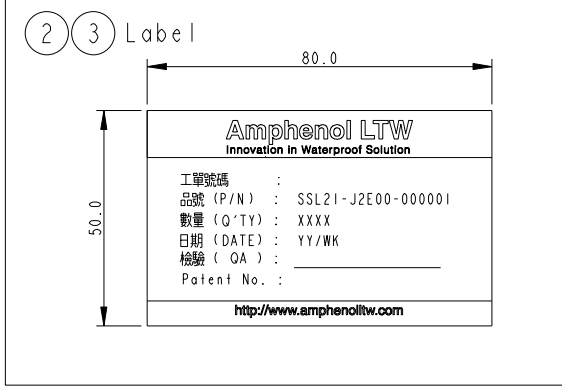 2 3 Label
80.0
50.0
Amphenol LTW
Innovation in Waterproof Solution
工單號碼 :
品號 (P/N) : SSL21-J2E00-000001
數量 (Q'TY) : XXXX
日期 (DATE) : YY/WK
檢驗 ( QA ) :
Patent No. :
http://www.amphenolltw.com